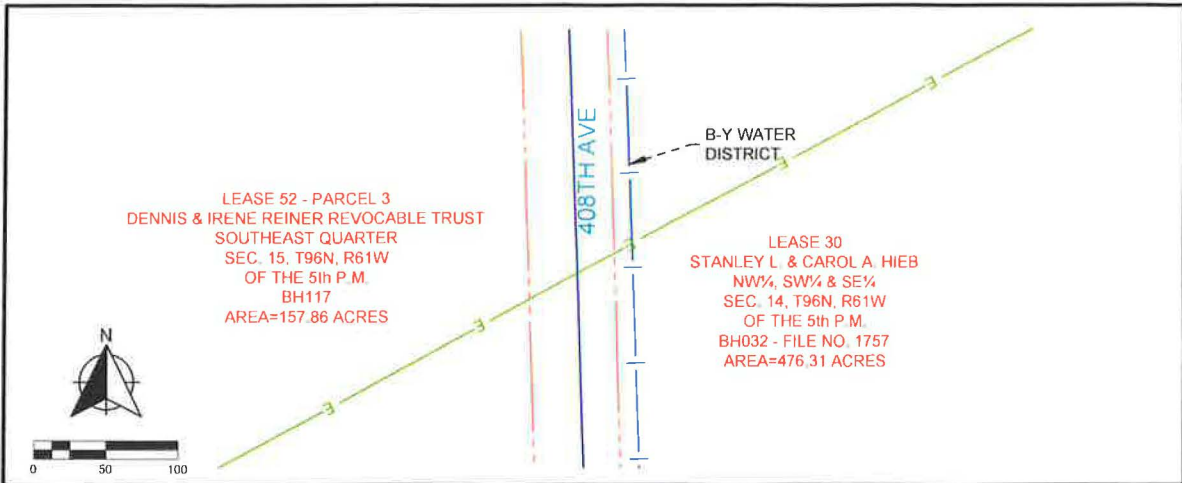 LEASE 52 - PARCEL 3
DENNIS & IRENE REINER REVOCABLE TRUST
SOUTHEAST QUARTER
SEC. 15, T96N, R61W
OF THE 5th P.M.
BH117
AREA=157.86 ACRES
408TH AVE
B-Y WATER
DISTRICT
LEASE 30
STANLEY L. & CAROL A. HIEB
NW¼, SW¼ & SE¼
SEC. 14, T96N, R61W
OF THE 5th P.M.
BH032 - FILE NO. 1757
AREA=476.31 ACRES
E
E
E
E
E
N
0 50 100